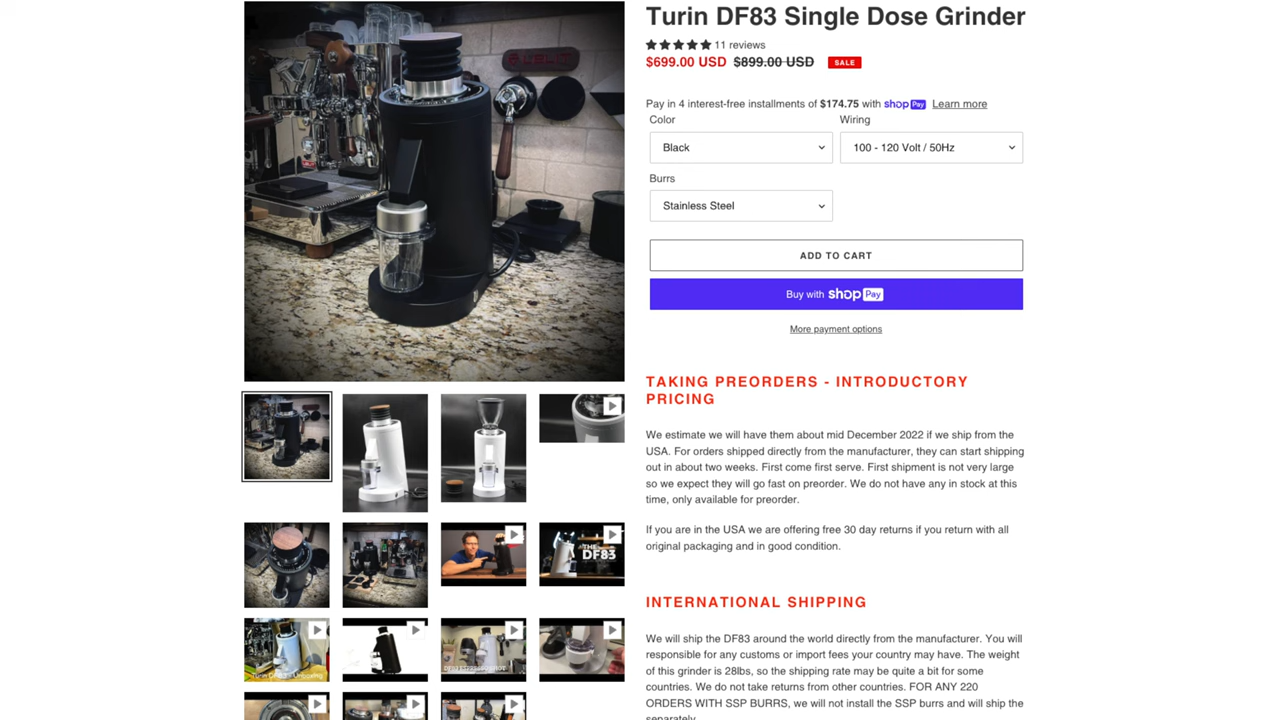 Turin DF83 Single Dose Grinder
11 reviews
$699.00 USD $899.00 USD SALE
Pay in 4 interest-free installments of $174.75 with shop Pay Learn more
Color
Wiring
Black
100 - 120 Volt / 50Hz
Burrs
Stainless Steel
ADD TO CART
Buy with shop Pay
More payment options
TAKING PREORDERS - INTRODUCTORY
PRICING
We estimate we will have them about mid December 2022 if we ship from the
USA. For orders shipped directly from the manufacturer, they can start shipping
out in about two weeks. First come first serve. First shipment is not very large
so we expect they will go fast on preorder. We do not have any in stock at this
time, only available for preorder.
If you are in the USA we are offering free 30 day returns if you return with all
original packaging and in good condition.
INTERNATIONAL SHIPPING
We will ship the DF83 around the world directly from the manufacturer. You will
responsible for any customs or import fees your country may have. The weight
of this grinder is 28lbs, so the shipping rate may be quite a bit for some
countries. We do not take returns from other countries. FOR ANY 220
ORDERS WITH SSP BURRS, we will not install the SSP burrs and will ship the
separately
THE
DF83
Turin DF83 - Unboxing